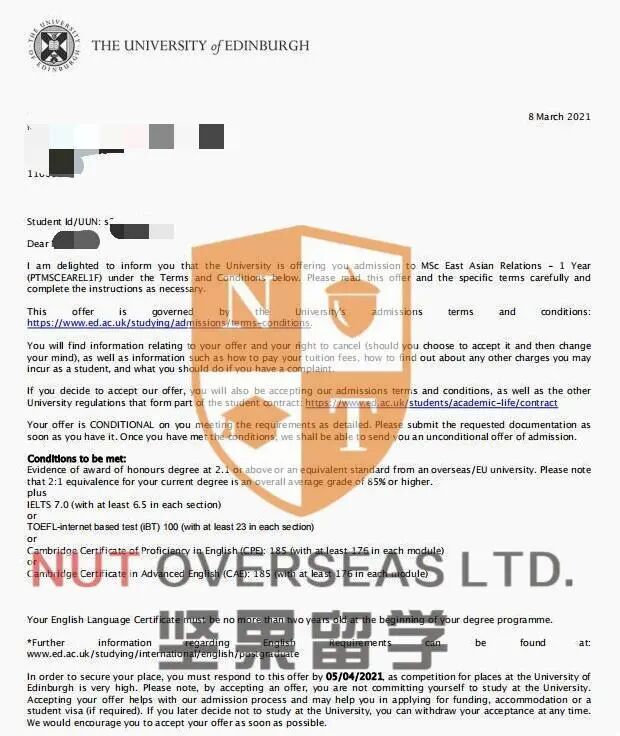 THE UNIVERSITY of EDINBURGH
8 March 2021
Student Id/UUN: s
Dear
I am delighted to inform you that the University is offering you admission to MSc East Asian Relations – 1 Year
(PTMSCEAREL1F) under the Terms and Conditions below. Please read this offer and the specific terms carefully and
complete the instructions as necessary.
This offer is governed by the University's admissions terms and conditions:
https://www.ed.ac.uk/studying/admissions/terms-conditions.
You will find information relating to your offer and your right to cancel (should you choose to accept it and then change
your mind), as well as information such as how to pay your tuition fees, how to find out about any other charges you may
incur as a student, and what you should do if you have a complaint.
If you decide to accept our offer, you will also be accepting our admissions terms and conditions, as well as the other
University regulations that form part of the student contract: https://www.ed.ac.uk/students/academic-life/contract
Your offer is CONDITIONAL on you meeting the requirements as detailed. Please submit the requested documentation as
soon as you have it. Once you have met the conditions, we shall be able to send you an unconditional offer of admission.
Conditions to be met:
Evidence of award of honours degree at 2.1 or above or an equivalent standard from an overseas/EU university. Please note
that 2:1 equivalence for your current degree is an overall average grade of 85% or higher.
plus
IELTS 7.0 (with at least 6.5 in each section)
or
TOEFL-internet based test (iBT) 100 (with at least 23 in each section)
or
Cambridge Certificate of Proficiency in English (CPE): 185 (with at least 176 in each module)
or
Cambridge Certificate in Advanced English (CAE): 185 (with at least 176 in each module)
N
T
NUT OVERSEAS LTD.
坚果留学
Your English Language Certificate must be no more than two years old at the beginning of your degree programme.
*Further information regarding English Requirements can be found at:
www.ed.ac.uk/studying/international/english/postgraduate
In order to secure your place, you must respond to this offer by 05/04/2021, as competition for places at the University of
Edinburgh is very high. Please note, by accepting an offer, you are not committing yourself to study at the University.
Accepting your offer helps with our admission process and may help you in applying for funding, accommodation or a
student visa (if required). If you later decide not to study at the University, you can withdraw your acceptance at any time.
We would encourage you to accept your offer as soon as possible.